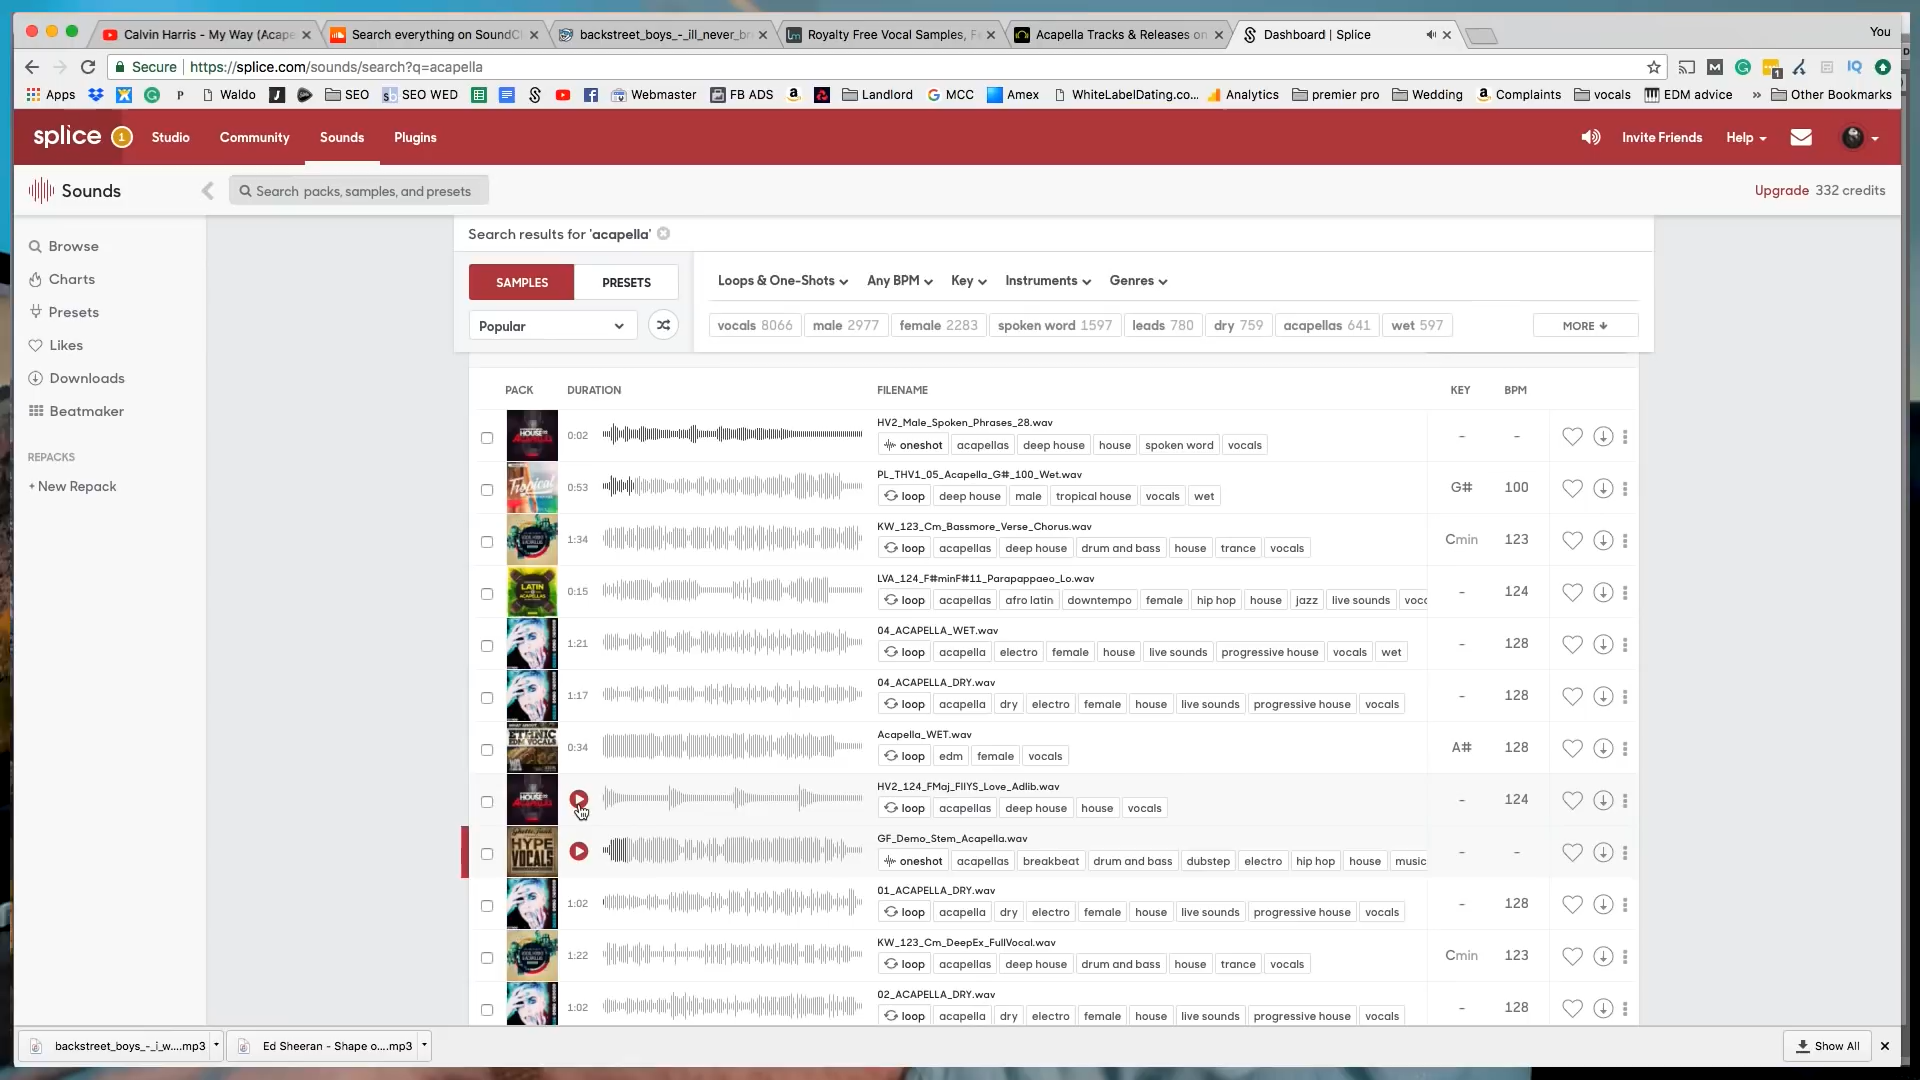 Calvin Harris - My Way (Acape
Search everything on SoundCl
backstreet_boys_-_ill_never_br
Royalty Free Vocal Samples, F
Acapella Tracks & Releases on
Dashboard | Splice
You
Secure | https://splice.com/sounds/search?q=acapella
Apps
Waldo
SEO
SEO WED
Webmaster
FB ADS
Landlord
MCC
Amex
WhiteLabelDating.co...
Analytics
premier pro
Wedding
Complaints
vocals
EDM advice
» Other Bookmarks
splice 1 Studio Community Sounds Plugins Invite Friends Help
Sounds
Search packs, samples, and presets
Upgrade 332 credits
Browse
Charts
Presets
Likes
Downloads
Beatmaker
REPACKS
+ New Repack
Search results for 'acapella'
SAMPLES PRESETS
Popular
Loops & One-Shots Any BPM Key Instruments Genres
vocals 8066 male 2977 female 2283 spoken word 1597 leads 780 dry 759 acapellas 641 wet 597 MORE
PACK DURATION FILENAME KEY BPM
HV2_Male_Spoken_Phrases_28.wav
0:02 oneshot acapellas deep house house spoken word vocals - -
PL_THV1_05_Acapella_G#_100_Wet.wav
Tropical 0:53 loop deep house male tropical house vocals wet G# 100
KW_123_Cm_Bassmore_Verse_Chorus.wav
1:34 loop acapellas deep house drum and bass house trance vocals Cmin 123
LVA_124_F#minF#11_Parapappaeo_Lo.wav
LATIN ACAPELLAS 0:15 loop acapellas afro latin downtempo female hip hop house jazz live sounds voca - 124
04_ACAPELLA_WET.wav
1:21 loop acapella electro female house live sounds progressive house vocals wet - 128
04_ACAPELLA_DRY.wav
1:17 loop acapella dry electro female house live sounds progressive house vocals - 128
Acapella_WET.wav
ETHNIC EDM VOCALS 0:34 loop edm female vocals A# 128
HV2_124_FMaj_FIIYS_Love_Adlib.wav
loop acapellas deep house house vocals - 124
GF_Demo_Stem_Acapella.wav
HYPE VOCALS oneshot acapellas breakbeat drum and bass dubstep electro hip hop house music - -
01_ACAPELLA_DRY.wav
1:02 loop acapella dry electro female house live sounds progressive house vocals - 128
KW_123_Cm_DeepEx_FullVocal.wav
1:22 loop acapellas deep house drum and bass house trance vocals Cmin 123
02_ACAPELLA_DRY.wav
1:02 loop acapella dry electro female house live sounds progressive house vocals - 128
backstreet_boys_-_i_w....mp3
Ed Sheeran - Shape o....mp3
Show All